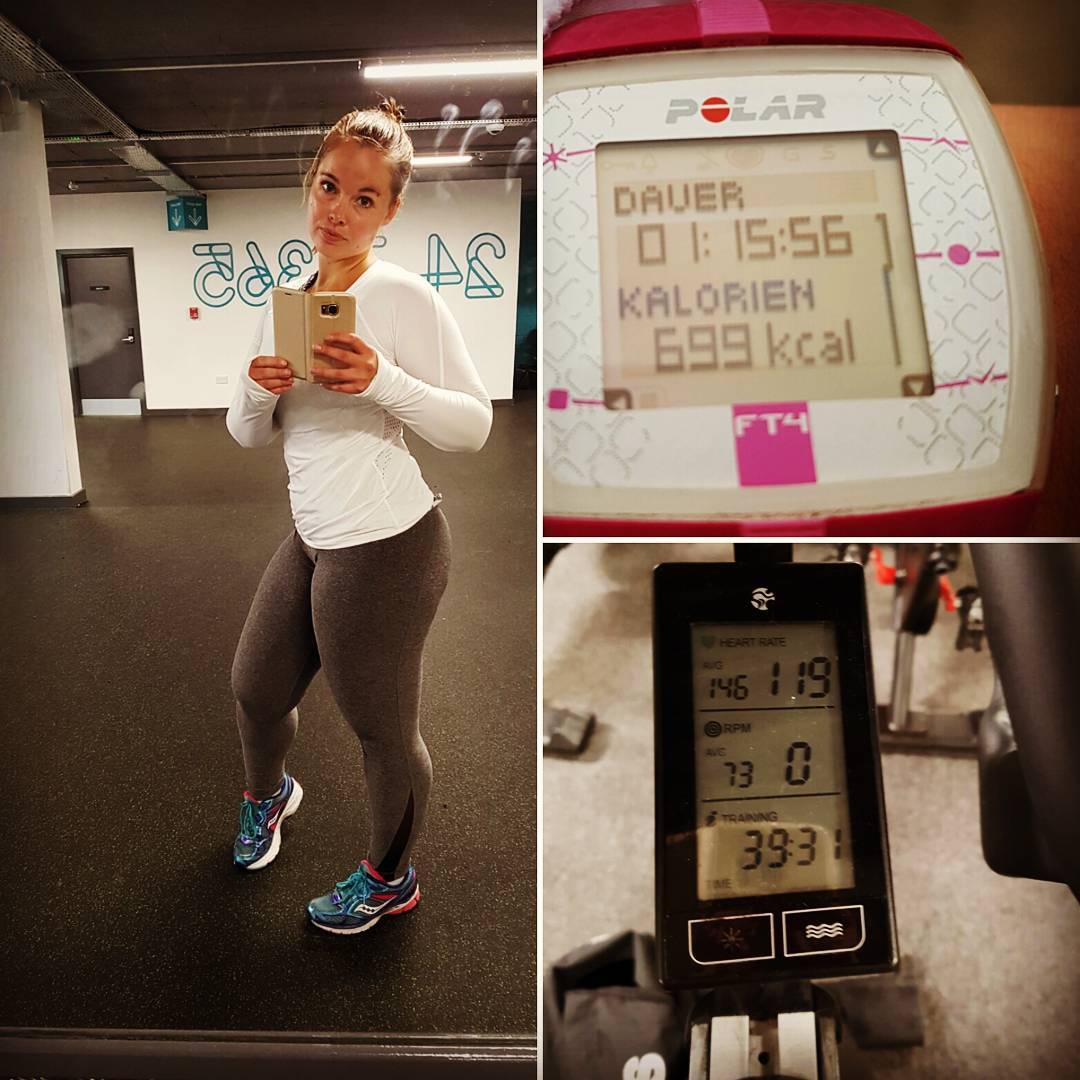 24 365
POLAR
DAUER
01:15:56
KALORIEN
699 kcal
FT4
HEART RATE
AVG
146 119
RPM
AVG
73 0
TRAINING
39:31
TIME
S